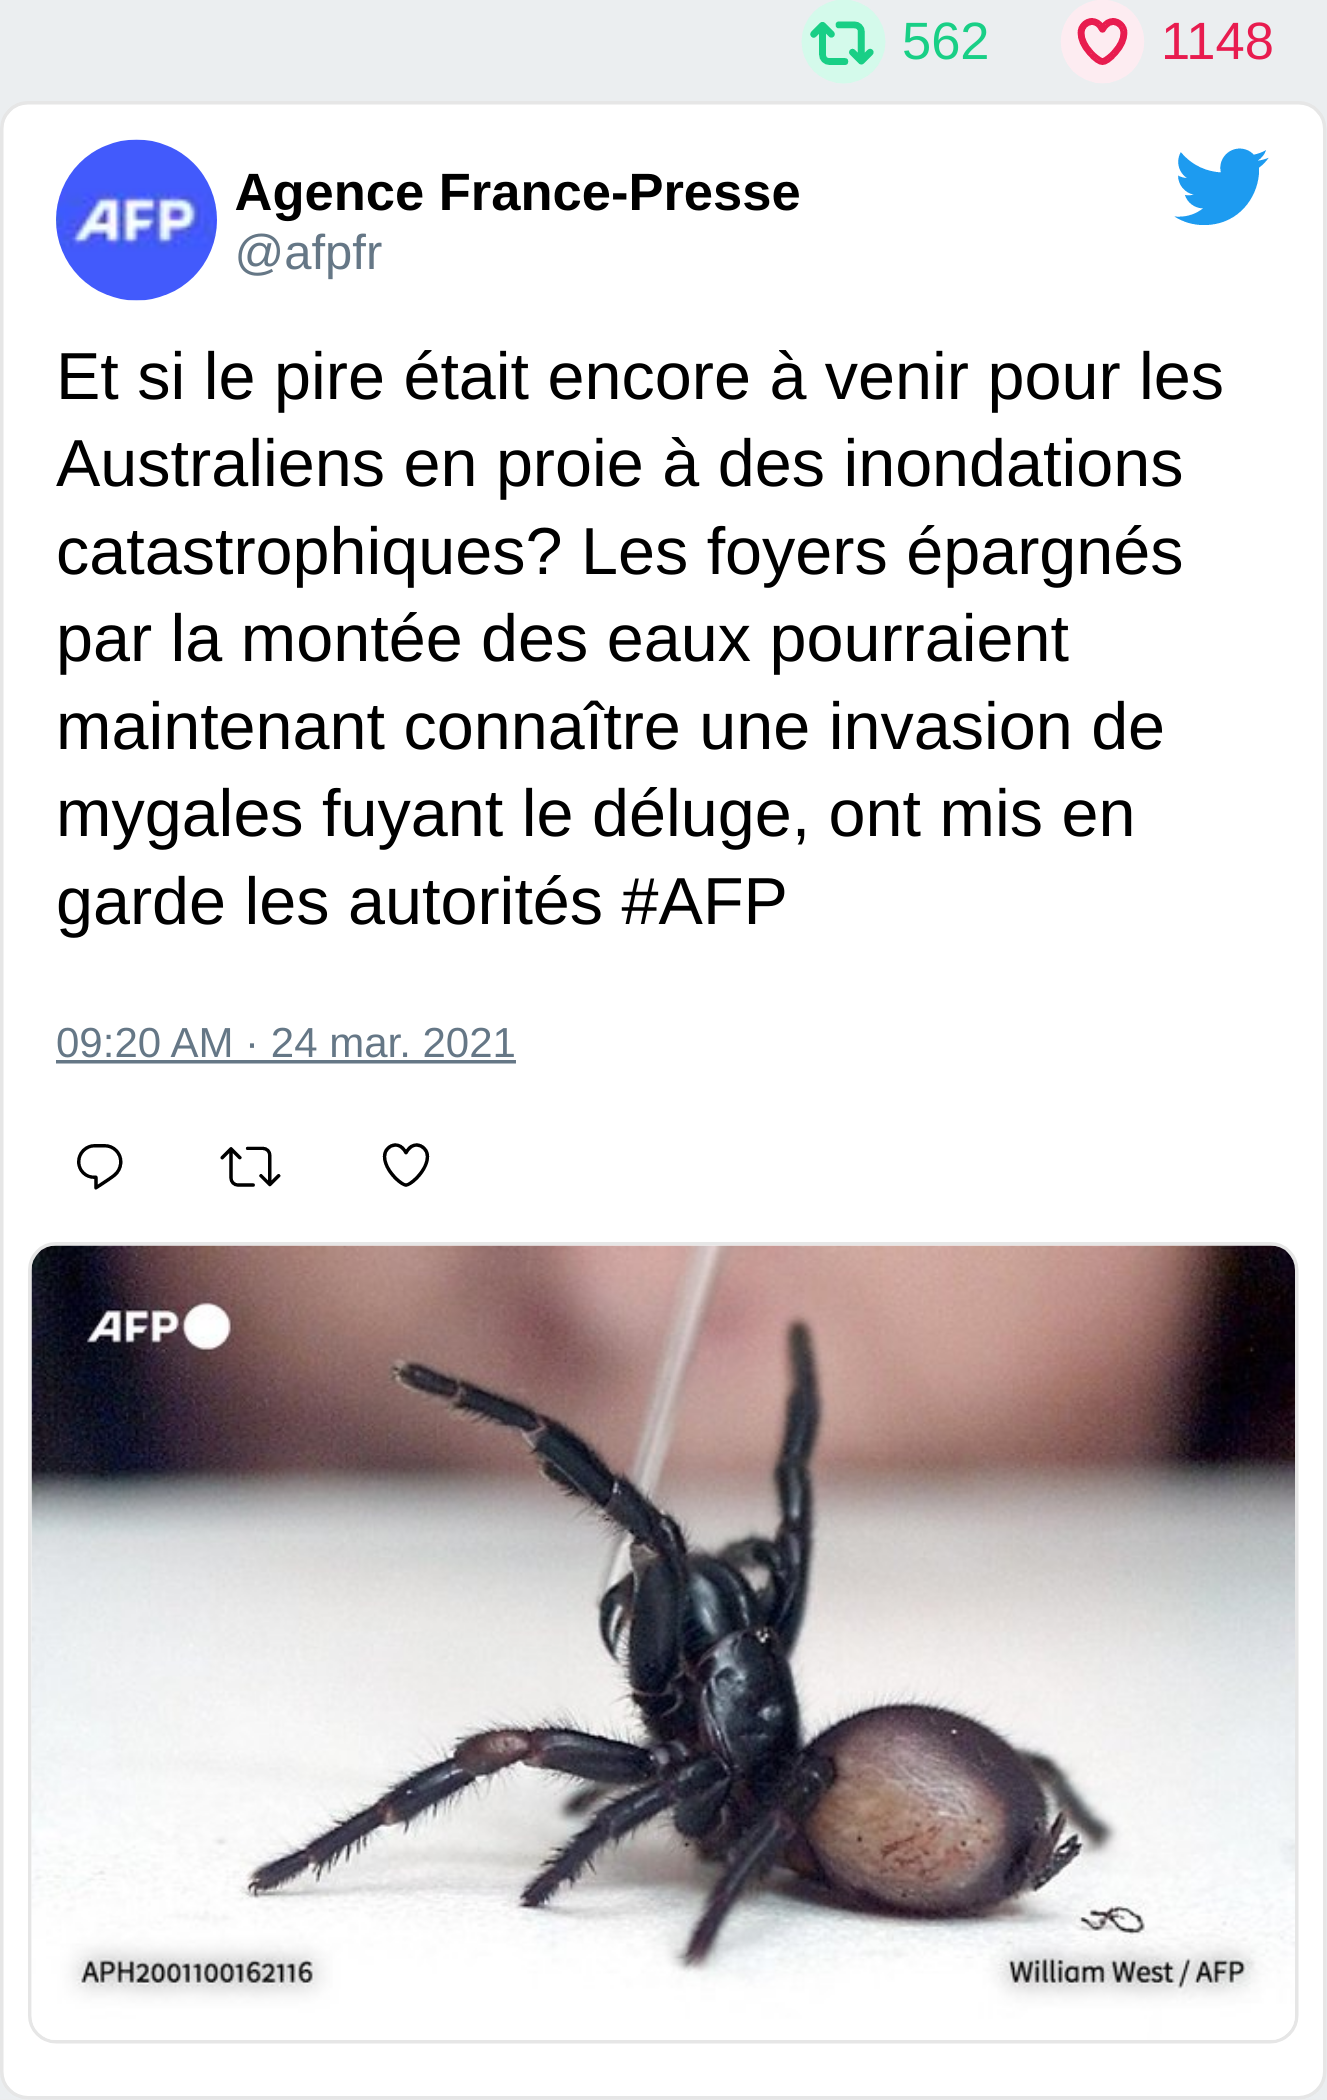 562 1148
AFP
Agence France-Presse
@afpfr
Et si le pire était encore à venir pour les
Australiens en proie à des inondations
catastrophiques? Les foyers épargnés
par la montée des eaux pourraient
maintenant connaître une invasion de
mygales fuyant le déluge, ont mis en
garde les autorités #AFP
09:20 AM · 24 mar. 2021
AFP
APH2001100162116
William West / AFP